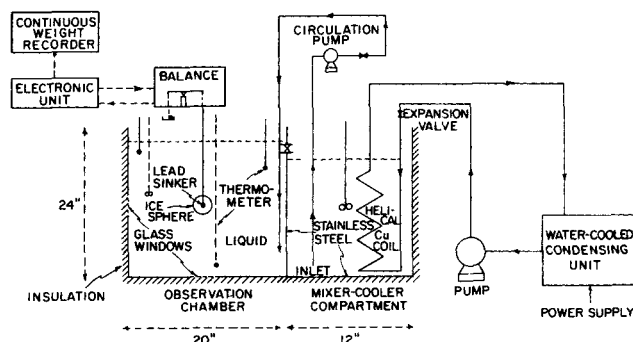 CONTINUOUS
WEIGHT
RECORDER
ELECTRONIC
UNIT
BALANCE
CIRCULATION
PUMP
EXPANSION
VALVE
24"
LEAD
SINKER
ICE
SPHERE
GLASS
WINDOWS
THERMO-
METER
LIQUID
STAINLESS
STEEL
HELI-
CAL
Cu
COIL
INLET
INSULATION
OBSERVATION
CHAMBER
MIXER-COOLER
COMPARTMENT
20"
12"
PUMP
WATER-COOLED
CONDENSING
UNIT
POWER SUPPLY